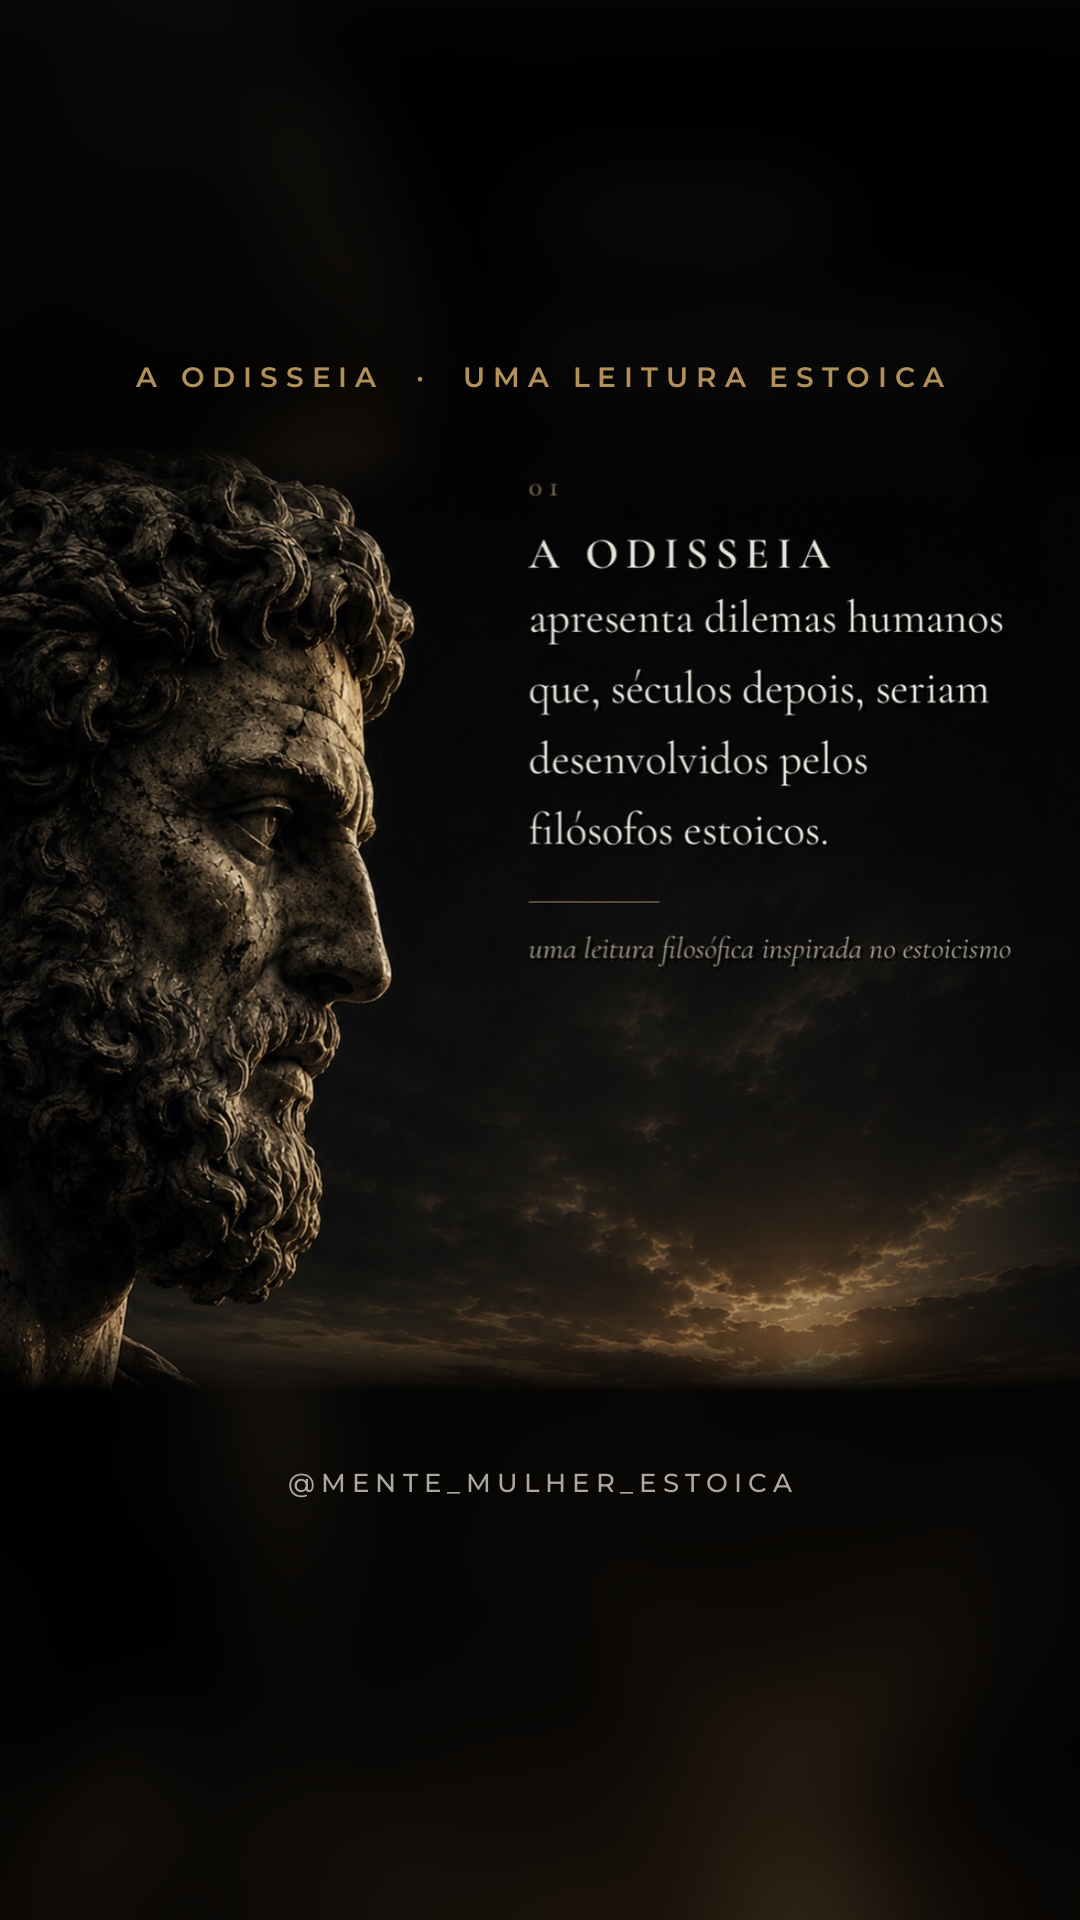 A ODISSEIA · UMA LEITURA ESTOICA
01
A ODISSEIA
apresenta dilemas humanos
que, séculos depois, seriam
desenvolvidos pelos
filósofos estoicos.
uma leitura filosófica inspirada no estoicismo
@MENTE_MULHER_ESTOICA